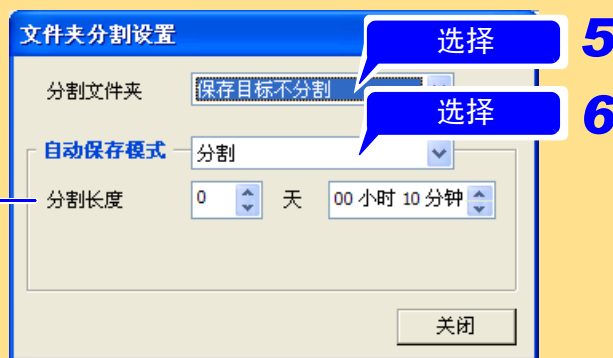 文件夹分割设置
选择 5
分割文件夹 保存目标不分割
选择 6
自动保存模式 分割
分割长度 0 天 00 小时 10 分钟
关闭